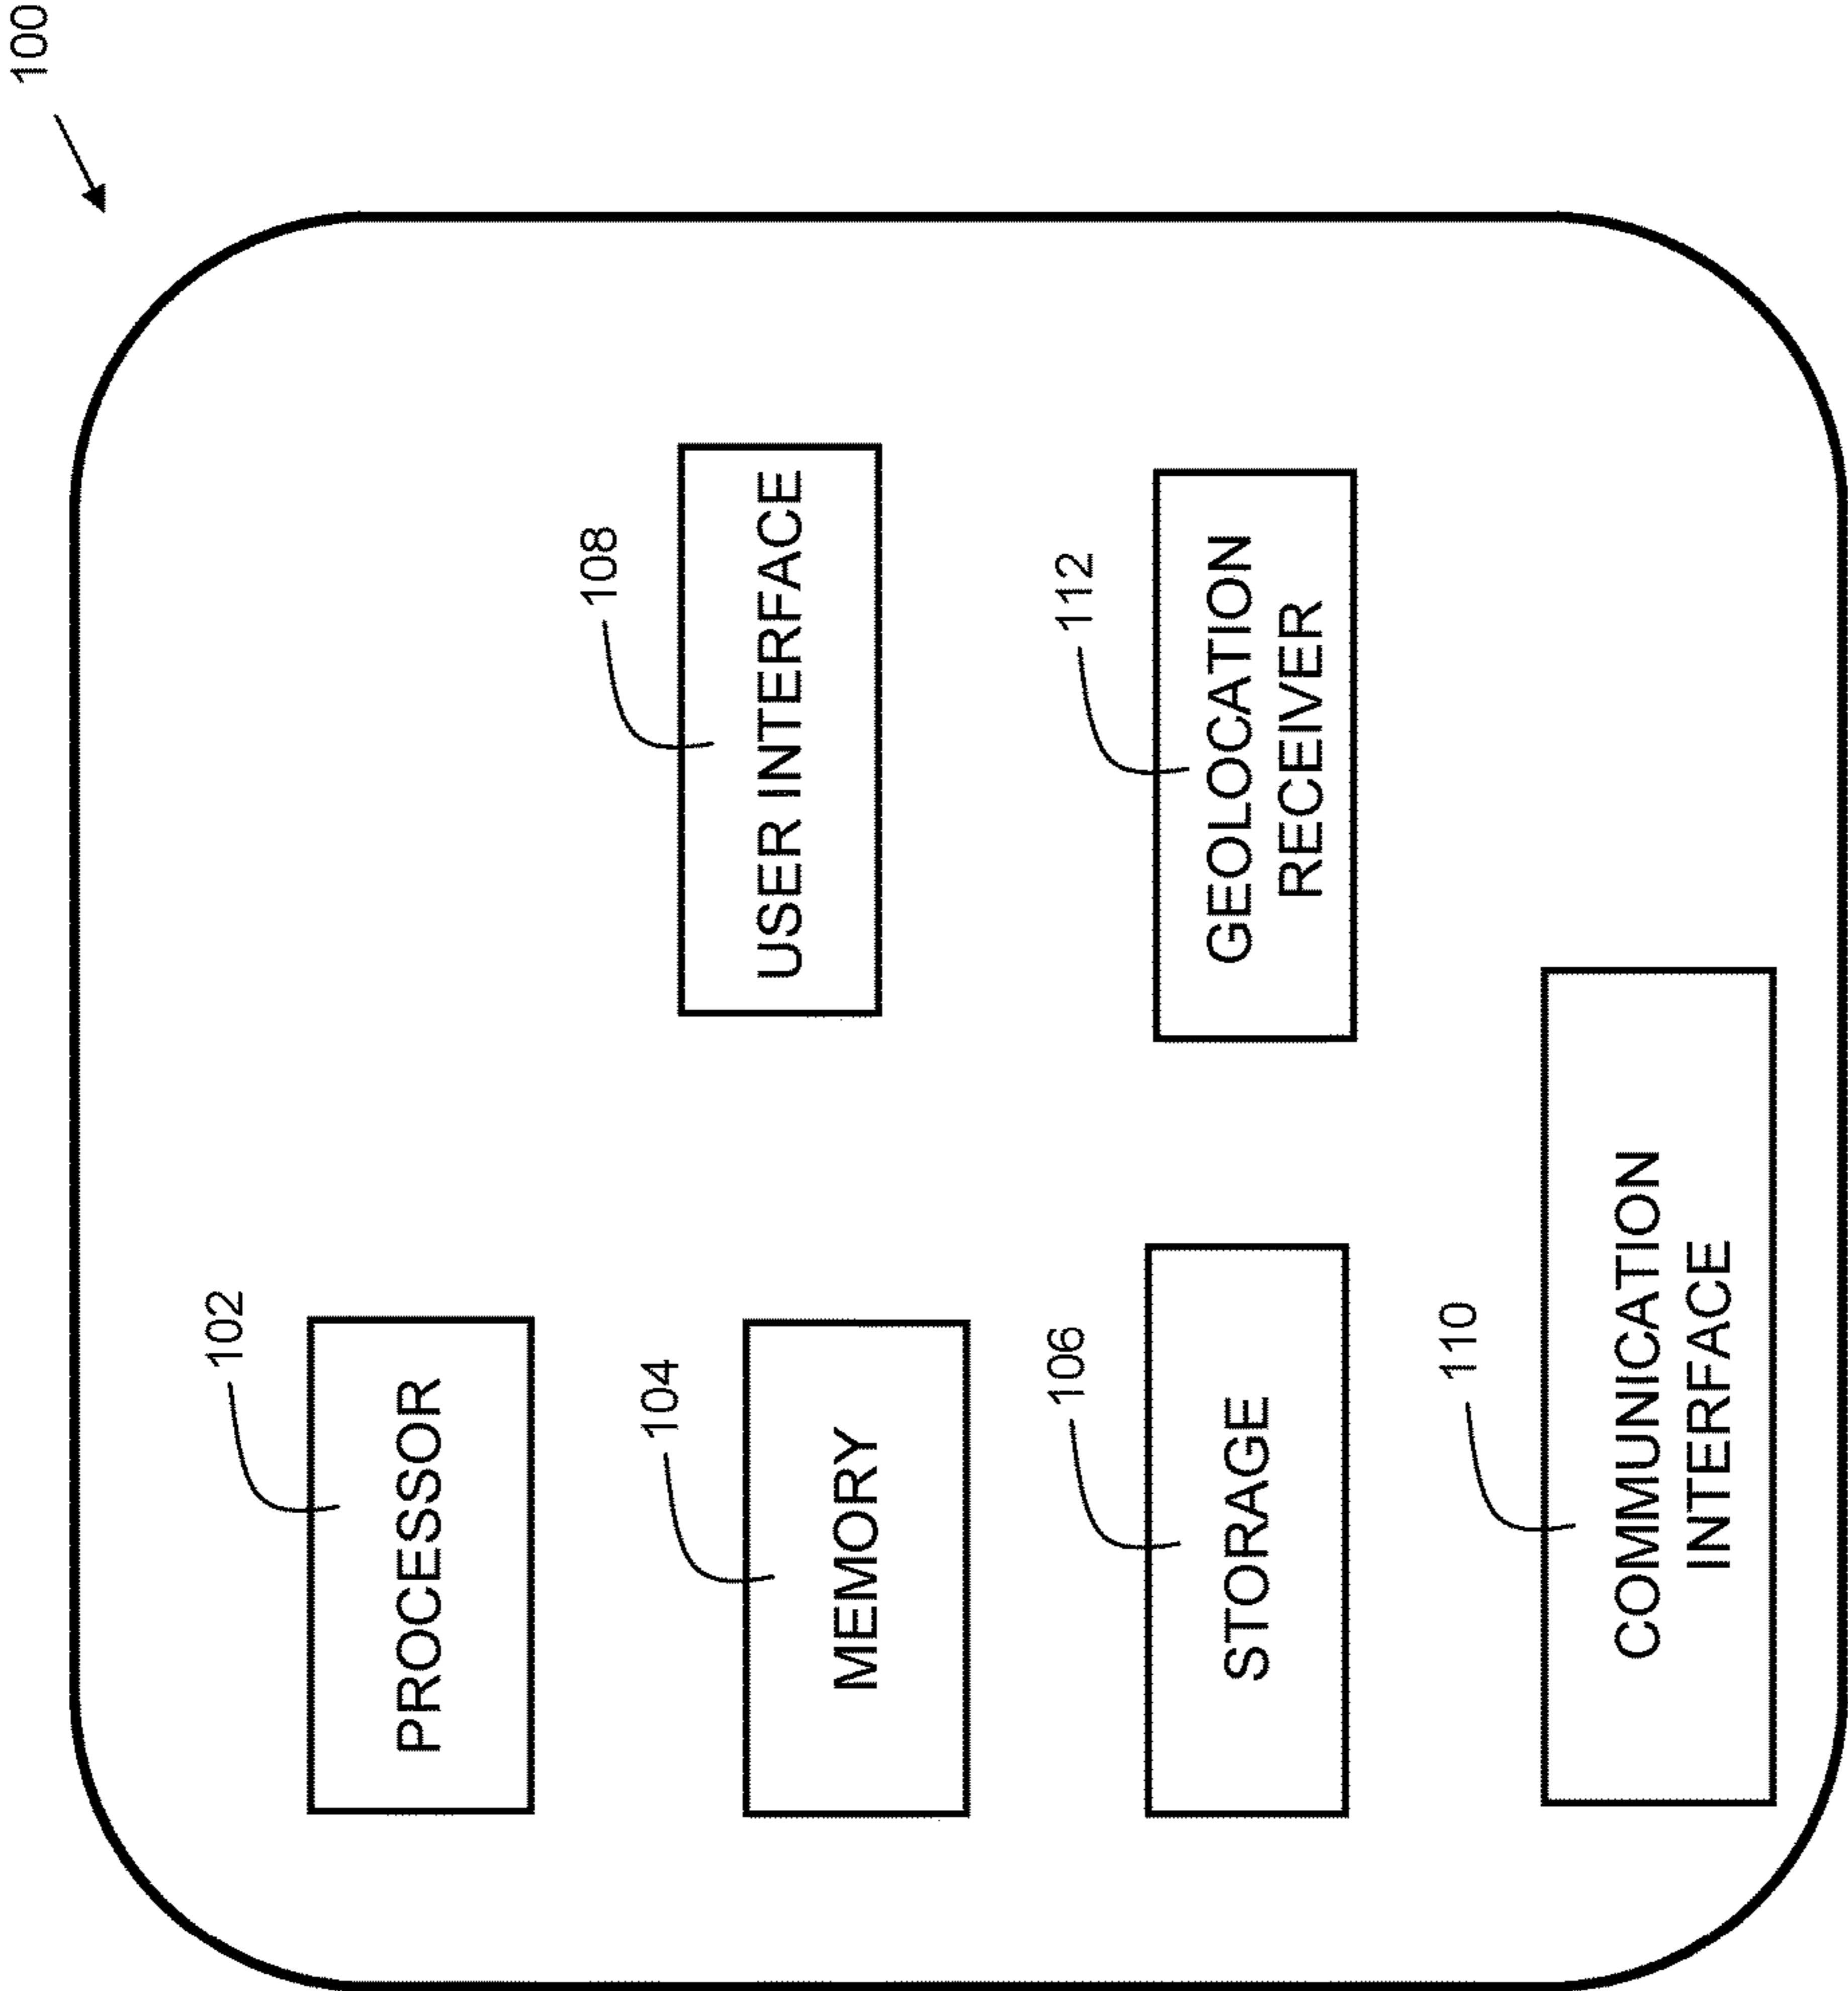 100
102
PROCESSOR
108
USER INTERFACE
104
MEMORY
106
STORAGE
112
GEOLOCATION
RECEIVER
110
COMMUNICATION
INTERFACE